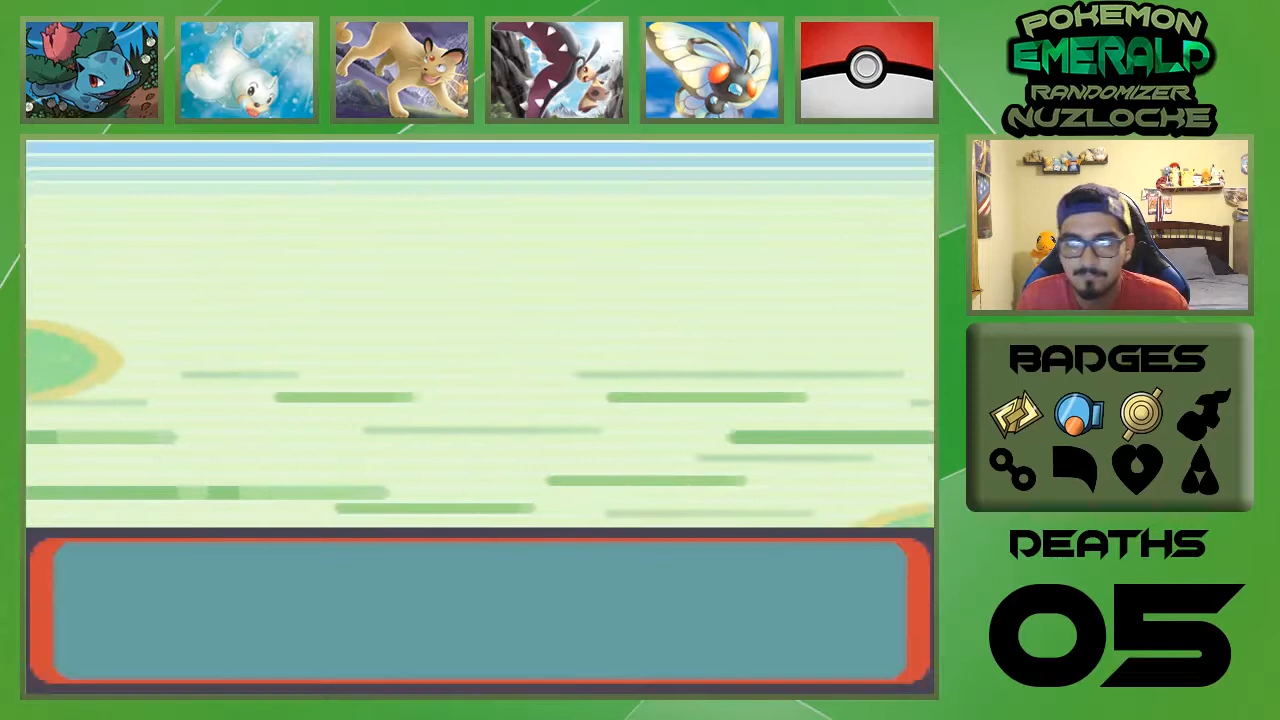 POKEMON
EMERALD
RANDOMIZER
NUZLOCKE
BADGES
DEATHS
05